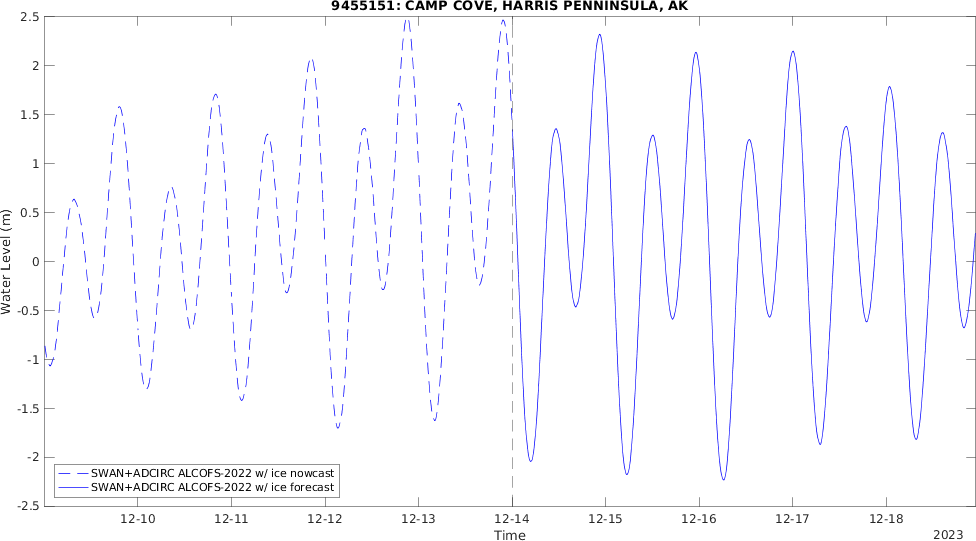 9455151: CAMP COVE, HARRIS PENNINSULA, AK
2.5
2
1.5
1
0.5
0
-0.5
-1
-1.5
-2
-2.5
Water Level (m)
SWAN+ADCIRC ALCOFS-2022 w/ ice nowcast
SWAN+ADCIRC ALCOFS-2022 w/ ice forecast
12-10 12-11 12-12 12-13 12-14 12-15 12-16 12-17 12-18
Time
2023